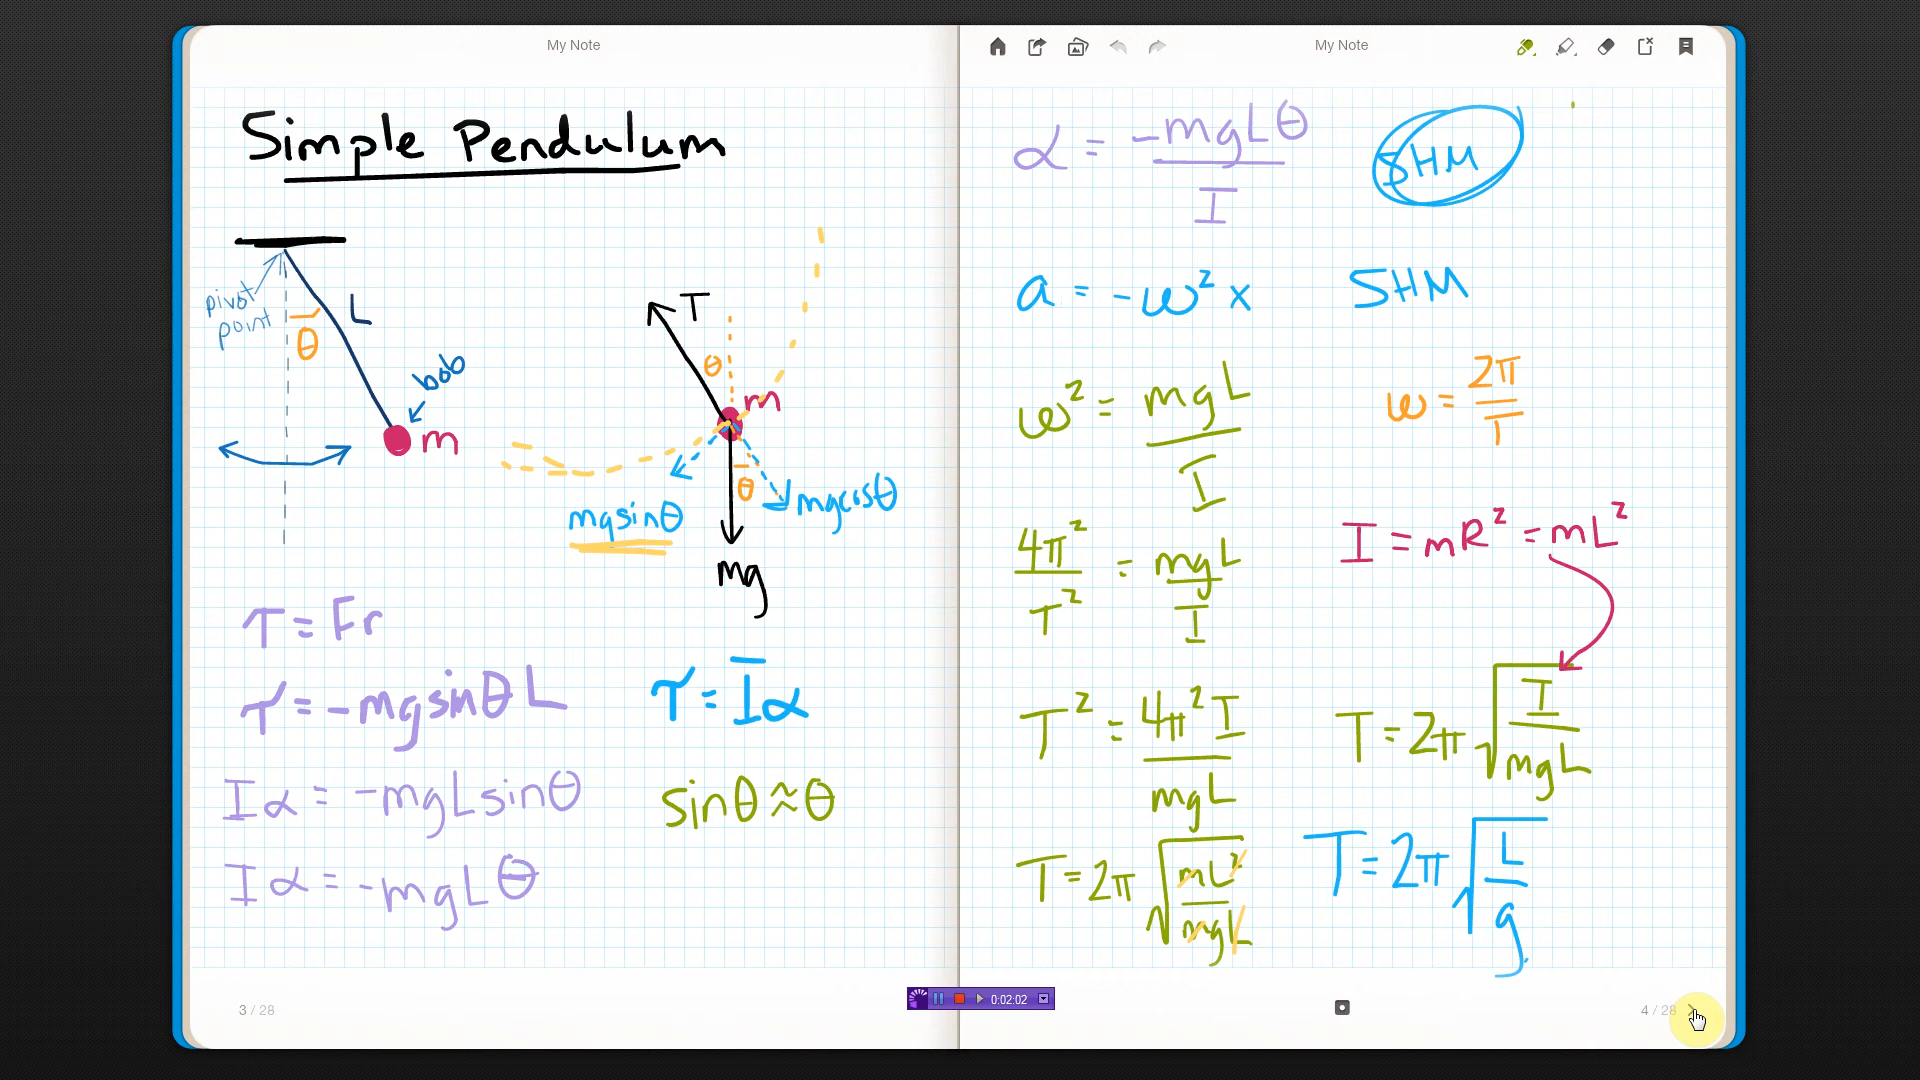 My Note
Simple Pendulum
pivot point
θ
L
bob
m
T
θ
m
θ
mgsinθ
mgcosθ
mg
τ = Fr
τ = -mgsinθ L
τ = Iα
Iα = -mgLsinθ
sinθ ≈ θ
Iα = -mgLθ
3 / 28
My Note
α = -mgLθ / I
SHM
a = -ω² x
SHM
ω² = mgL / I
ω = 2π / T
4π² / T² = mgL / I
I = mR² = mL²
T² = 4π² I / mgL
T = 2π √(I / mgL)
T = 2π √(mL² / mgL)
T = 2π √(L / g)
0:02:02
4 / 28